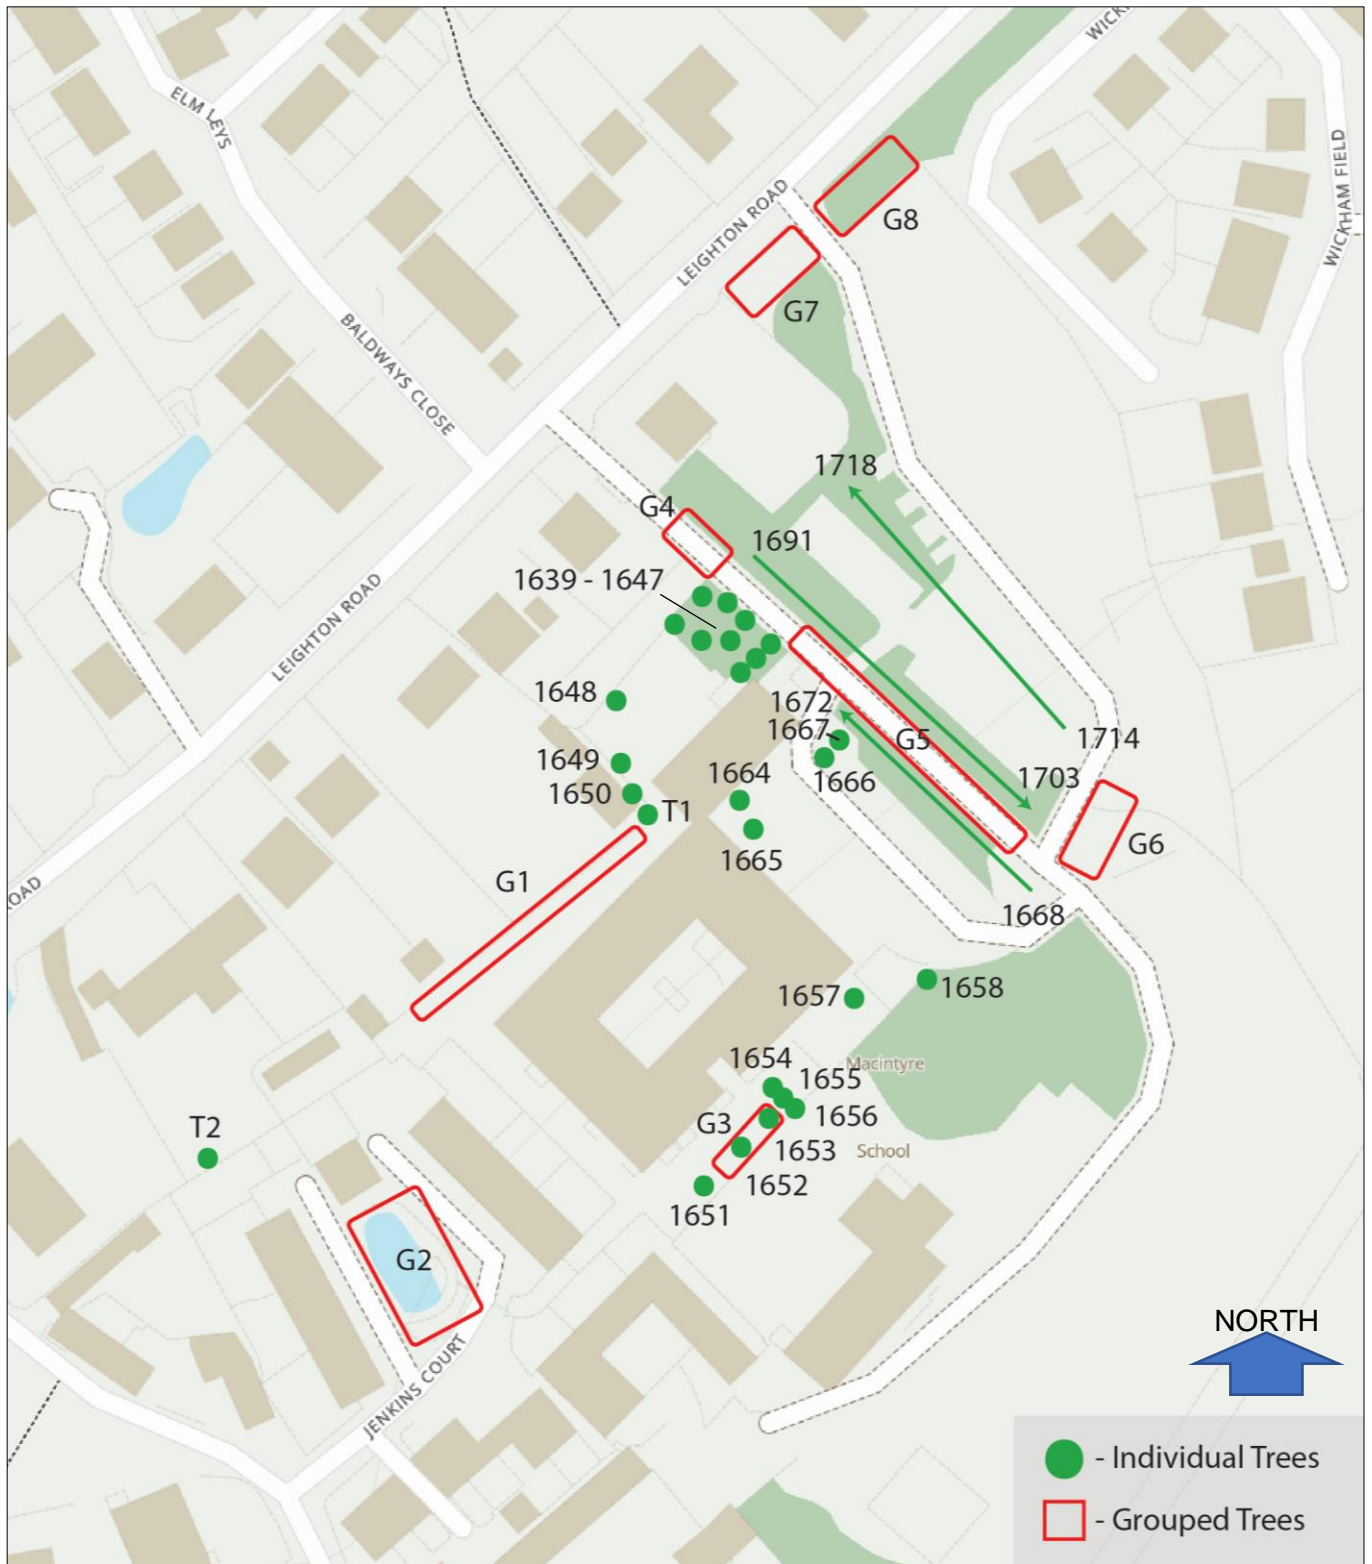 WICK
ELM LEYS
WICKHAM FIELD
LEIGHTON ROAD
G8
G7
BALDWAYS CLOSE
1718
G4
1691
1639 - 1647
LEIGHTON ROAD
1648
1672
1667
G5
1714
1649
1664
1666
1703
1650
T1
G6
1665
G1
ROAD
1668
1657
1658
1654
Macintyre
1655
T2
G3
1656
1653
School
1652
1651
G2
NORTH
JENKINS COURT
- Individual Trees
- Grouped Trees